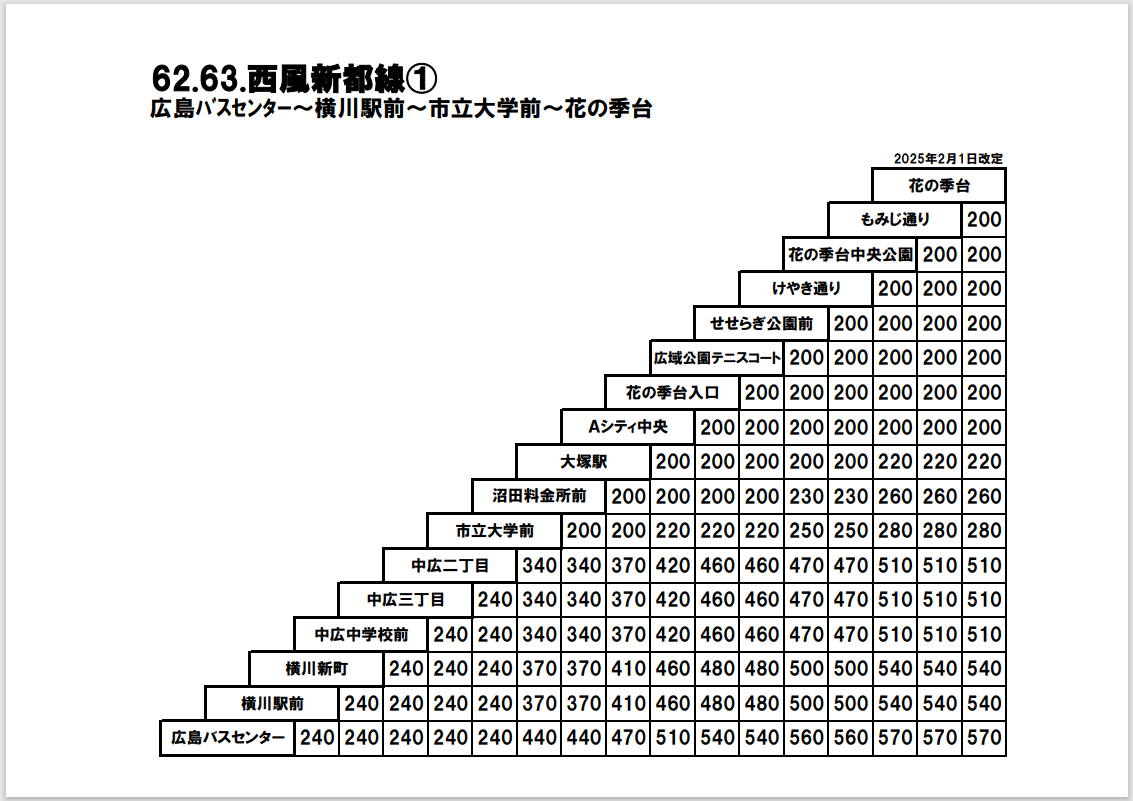 62.63.西風新都線①
広島バスセンター～横川駅前～市立大学前～花の季台
2025年2月1日改定
花の季台
もみじ通り 200
花の季台中央公園 200 200
けやき通り 200 200 200
せせらぎ公園前 200 200 200 200
広域公園テニスコート 200 200 200 200 200
花の季台入口 200 200 200 200 200 200
Aシティ中央 200 200 200 200 200 200 200
大塚駅 200 200 200 200 200 220 220 220
沼田料金所前 200 200 200 200 230 230 260 260 260
市立大学前 200 200 220 220 220 250 250 280 280 280
中広二丁目 340 340 370 420 460 460 470 470 510 510 510
中広三丁目 240 340 340 370 420 460 460 470 470 510 510 510
中広中学校前 240 240 340 340 370 420 460 460 470 470 510 510 510
横川新町 240 240 240 370 370 410 460 480 480 500 500 540 540 540
横川駅前 240 240 240 240 370 370 410 460 480 480 500 500 540 540 540
広島バスセンター 240 240 240 240 240 440 440 470 510 540 540 560 560 570 570 570